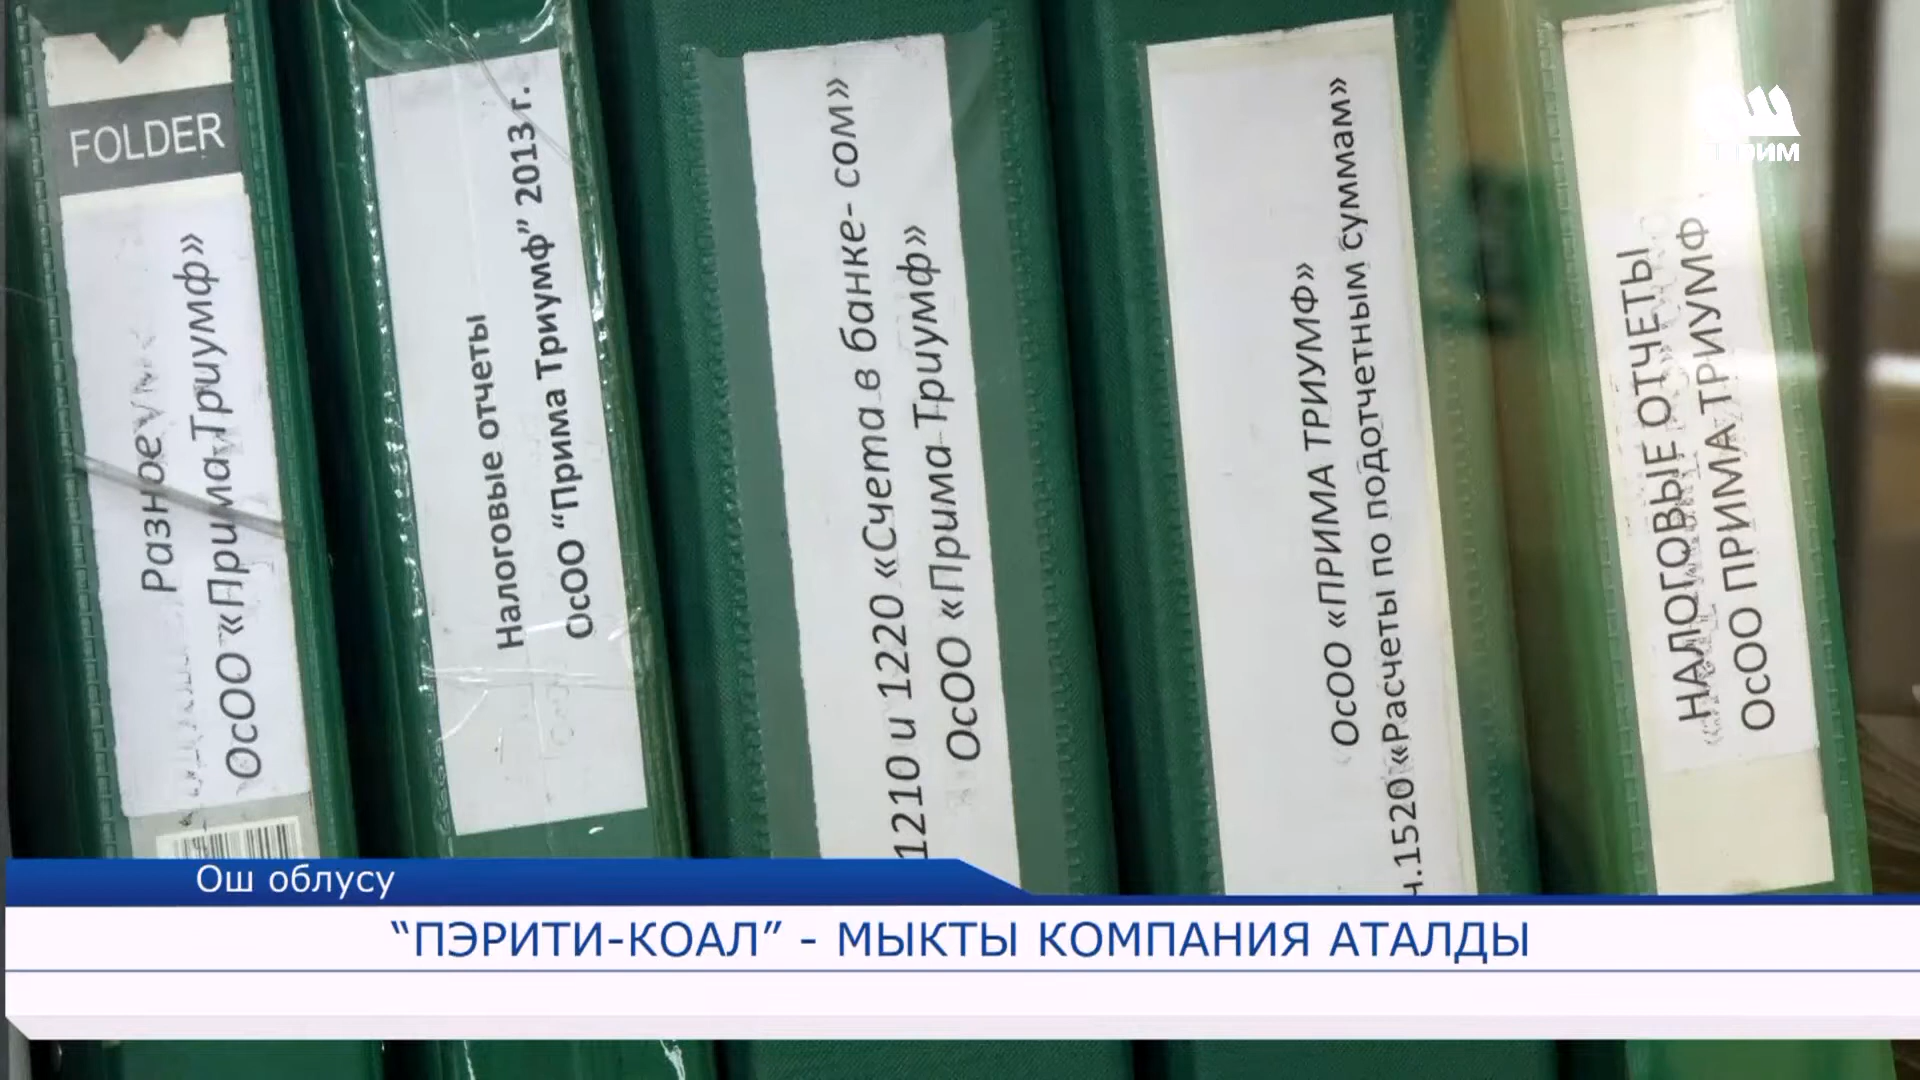 FOLDER
Разное
ОсОО «Прима Триумф»
Налоговые отчеты
ОсОО “Прима Триумф” 2013 г.
1210 и 1220 «Счета в банке- сом»
ОсОО «Прима Триумф»
ОсОО «ПРИМА ТРИУМФ»
ч.1520 «Расчеты по подотчетным суммам»
НАЛОГОВЫЕ ОТЧЕТЫ
ОсОО ПРИМА ТРИУМФ
Ош облусу
“ПЭРИТИ-КОАЛ” - МЫКТЫ КОМПАНИЯ АТАЛДЫ